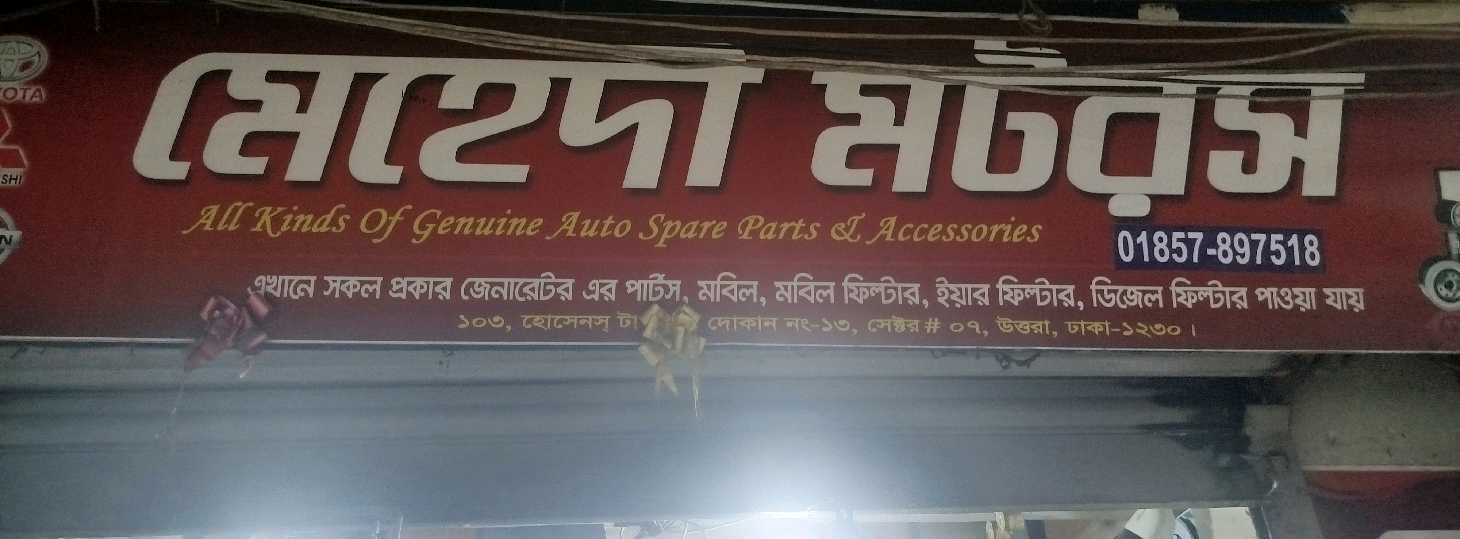 মেহেদী মটরস
All Kinds Of Genuine Auto Spare Parts & Accessories
01857-897518
এখানে সকল প্রকার জেনারেটর এর পার্টস, মবিল, মবিল ফিল্টার, ইয়ার ফিল্টার, ডিজেল ফিল্টার পাওয়া যায়
১০৩, হোসেনস্ টা দোকান নং-১৩, সেক্টর # ০৭, উত্তরা, ঢাকা-১২৩০।